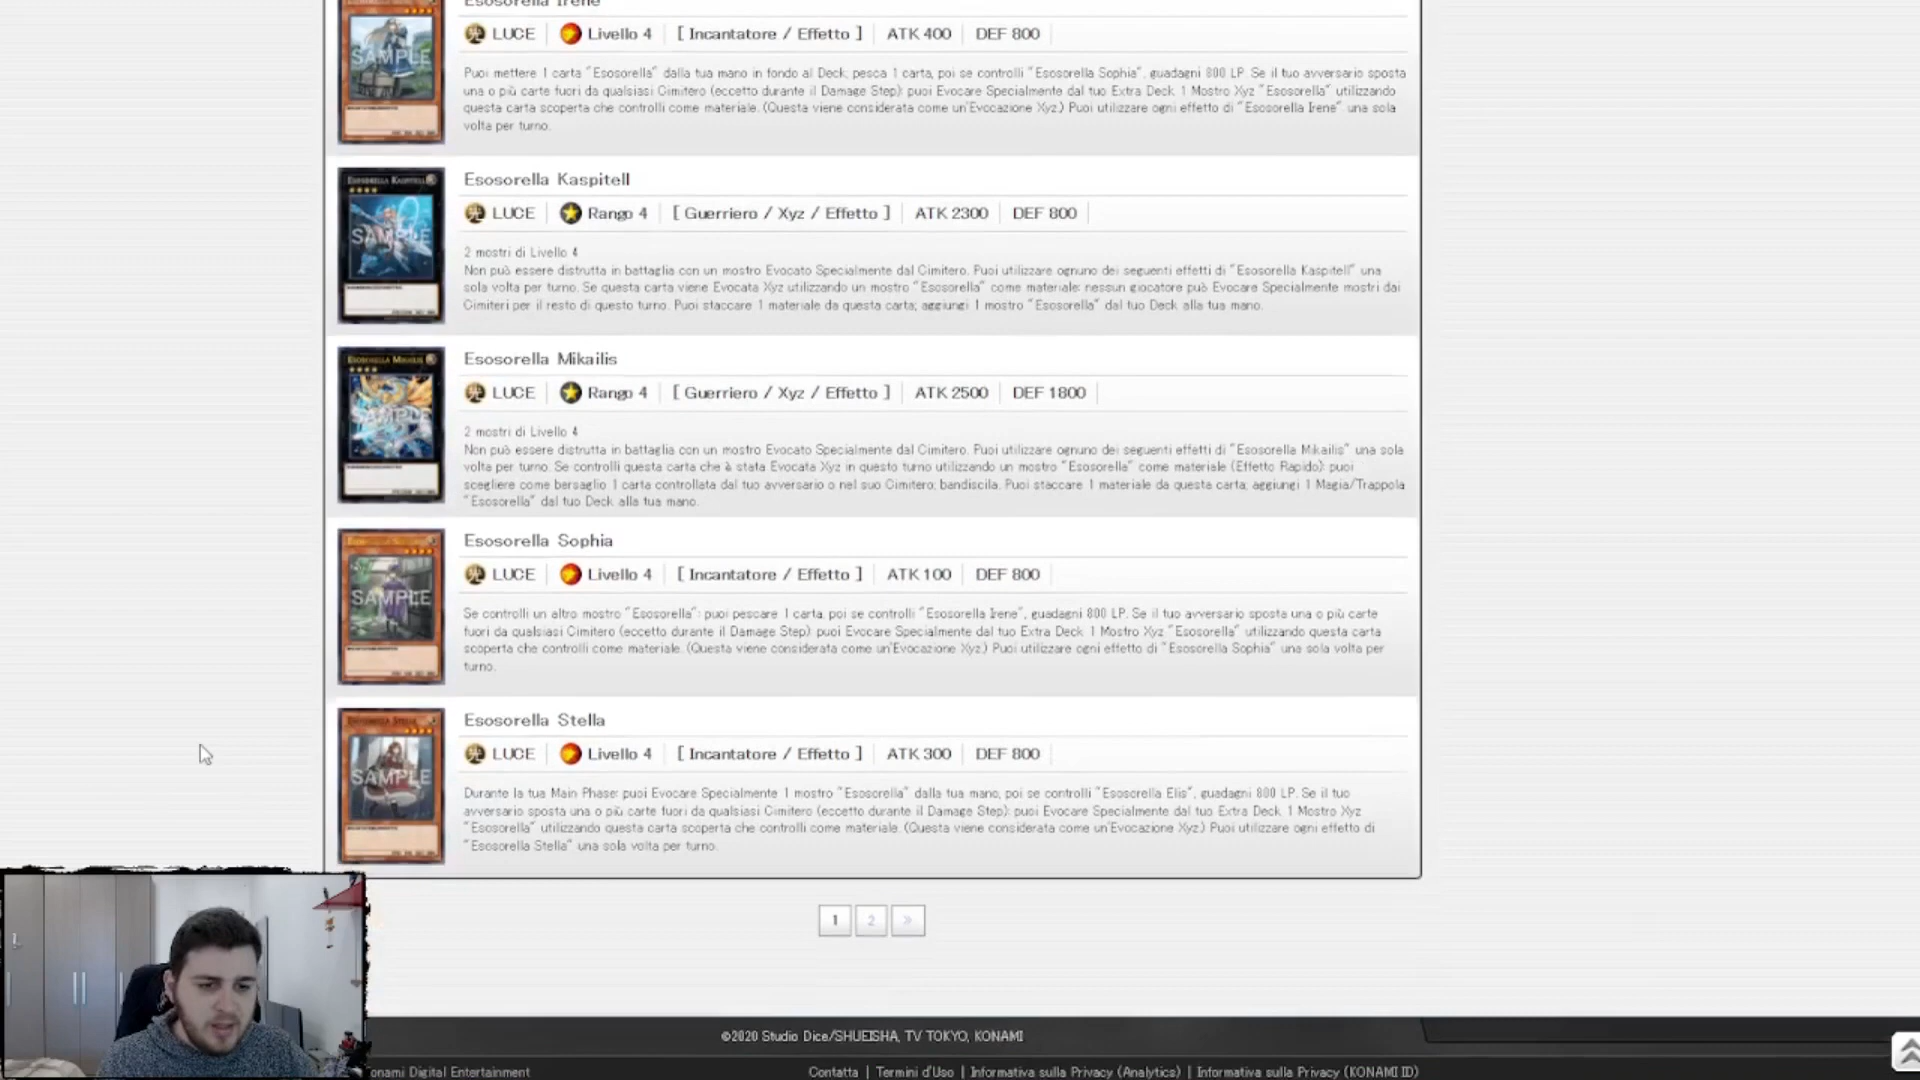 Esosorella Irene
LUCE Livello 4 [ Incantatore / Effetto ] ATK 400 DEF 800
SAMPLE
Puoi mettere 1 carta "Esosorella" dalla tua mano in fondo al Deck; pesca 1 carta, poi se controlli "Esosorella Sophia", guadagni 800 LP. Se il tuo avversario sposta
una o più carte fuori da qualsiasi Cimitero (eccetto durante il Damage Step): puoi Evocare Specialmente dal tuo Extra Deck 1 Mostro Xyz "Esosorella" utilizzando
questa carta scoperta che controlli come materiale. (Questa viene considerata come un'Evocazione Xyz.) Puoi utilizzare ogni effetto di "Esosorella Irene" una sola
volta per turno.
Esosorella Kaspitell
ESOSORELLA KASPITELL
LUCE Rango 4 [ Guerriero / Xyz / Effetto ] ATK 2300 DEF 800
SAMPLE
2 mostri di Livello 4
Non può essere distrutta in battaglia con un mostro Evocato Specialmente dal Cimitero. Puoi utilizzare ognuno dei seguenti effetti di "Esosorella Kaspitell" una
sola volta per turno. Se questa carta viene Evocata Xyz utilizzando un mostro "Esosorella" come materiale: nessun giocatore può Evocare Specialmente mostri dai
Cimiteri per il resto di questo turno. Puoi staccare 1 materiale da questa carta; aggiungi 1 mostro "Esosorella" dal tuo Deck alla tua mano.
Esosorella Mikailis
ESOSORELLA MIKAILIS
LUCE Rango 4 [ Guerriero / Xyz / Effetto ] ATK 2500 DEF 1800
SAMPLE
2 mostri di Livello 4
Non può essere distrutta in battaglia con un mostro Evocato Specialmente dal Cimitero. Puoi utilizzare ognuno dei seguenti effetti di "Esosorella Mikailis" una sola
volta per turno. Se controlli questa carta che è stata Evocata Xyz in questo turno utilizzando un mostro "Esosorella" come materiale (Effetto Rapido): puoi
scegliere come bersaglio 1 carta controllata dal tuo avversario o nel suo Cimitero; bandiscila. Puoi staccare 1 materiale da questa carta; aggiungi 1 Magia/Trappola
"Esosorella" dal tuo Deck alla tua mano.
Esosorella Sophia
LUCE Livello 4 [ Incantatore / Effetto ] ATK 100 DEF 800
SAMPLE
Se controlli un altro mostro "Esosorella": puoi pescare 1 carta, poi se controlli "Esosorella Irene", guadagni 800 LP. Se il tuo avversario sposta una o più carte
fuori da qualsiasi Cimitero (eccetto durante il Damage Step): puoi Evocare Specialmente dal tuo Extra Deck 1 Mostro Xyz "Esosorella" utilizzando questa carta
scoperta che controlli come materiale. (Questa viene considerata come un'Evocazione Xyz.) Puoi utilizzare ogni effetto di "Esosorella Sophia" una sola volta per
turno.
Esosorella Stella
ESOSORELLA STELLA
LUCE Livello 4 [ Incantatore / Effetto ] ATK 300 DEF 800
SAMPLE
Durante la tua Main Phase: puoi Evocare Specialmente 1 mostro "Esosorella" dalla tua mano, poi se controlli "Esosorella Elis", guadagni 800 LP. Se il tuo
avversario sposta una o più carte fuori da qualsiasi Cimitero (eccetto durante il Damage Step): puoi Evocare Specialmente dal tuo Extra Deck 1 Mostro Xyz
"Esosorella" utilizzando questa carta scoperta che controlli come materiale. (Questa viene considerata come un'Evocazione Xyz.) Puoi utilizzare ogni effetto di
"Esosorella Stella" una sola volta per turno.
1 2 »
©2020 Studio Dice/SHUEISHA, TV TOKYO, KONAMI
onami Digital Entertainment
Contatta | Termini d'Uso | Informativa sulla Privacy (Analytics) | Informativa sulla Privacy (KONAMI ID)